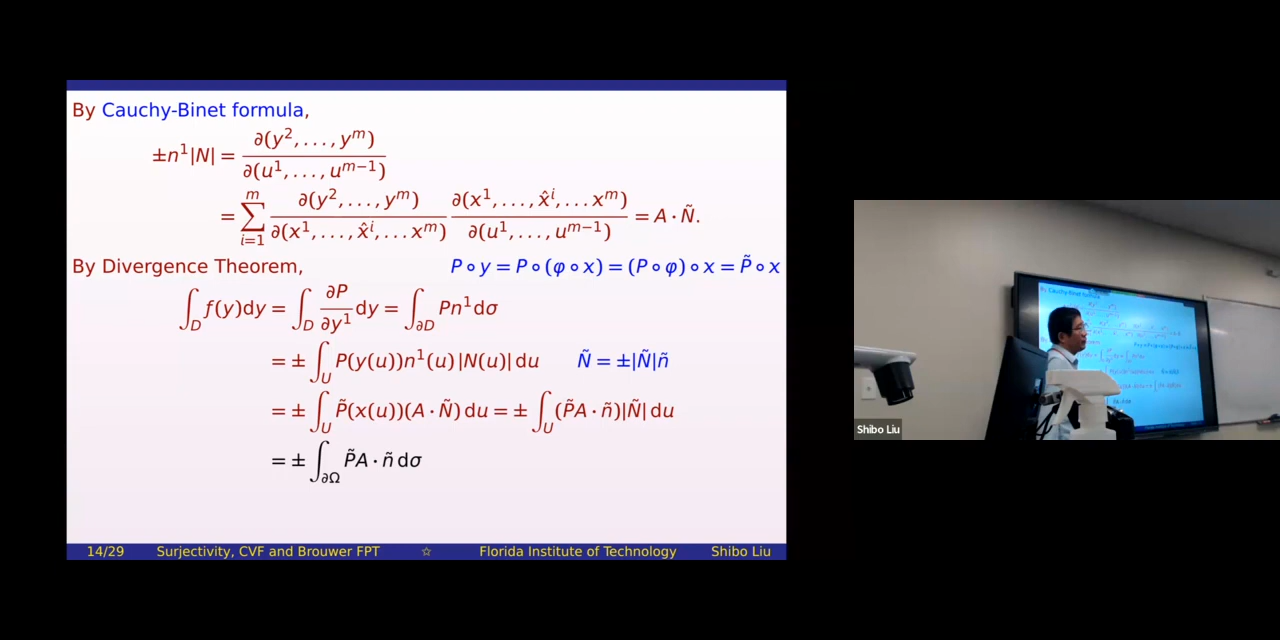 By Cauchy-Binet formula,
±n¹|N| = ∂(y², . . . , yᵐ) / ∂(u¹, . . . , uᵐ⁻¹)
= ∑ᵢ₌₁ᵐ ∂(y², . . . , yᵐ) / ∂(x¹, . . . , x̂ⁱ, . . . xᵐ) ∂(x¹, . . . , x̂ⁱ, . . . xᵐ) / ∂(u¹, . . . , uᵐ⁻¹) = A · Ñ.
By Divergence Theorem, P ∘ y = P ∘ (φ ∘ x) = (P ∘ φ) ∘ x = P̃ ∘ x
∫_D f(y)dy = ∫_D ∂P/∂y¹ dy = ∫_∂D Pn¹dσ
= ± ∫_U P(y(u))n¹(u)|N(u)| du Ñ = ±|Ñ|ñ
= ± ∫_U P̃(x(u))(A · Ñ) du = ± ∫_U (P̃A · ñ)|Ñ| du
= ± ∫_∂Ω P̃A · ñ dσ
14/29 Surjectivity, CVF and Brouwer FPT ☆ Florida Institute of Technology Shibo Liu
Shibo Liu